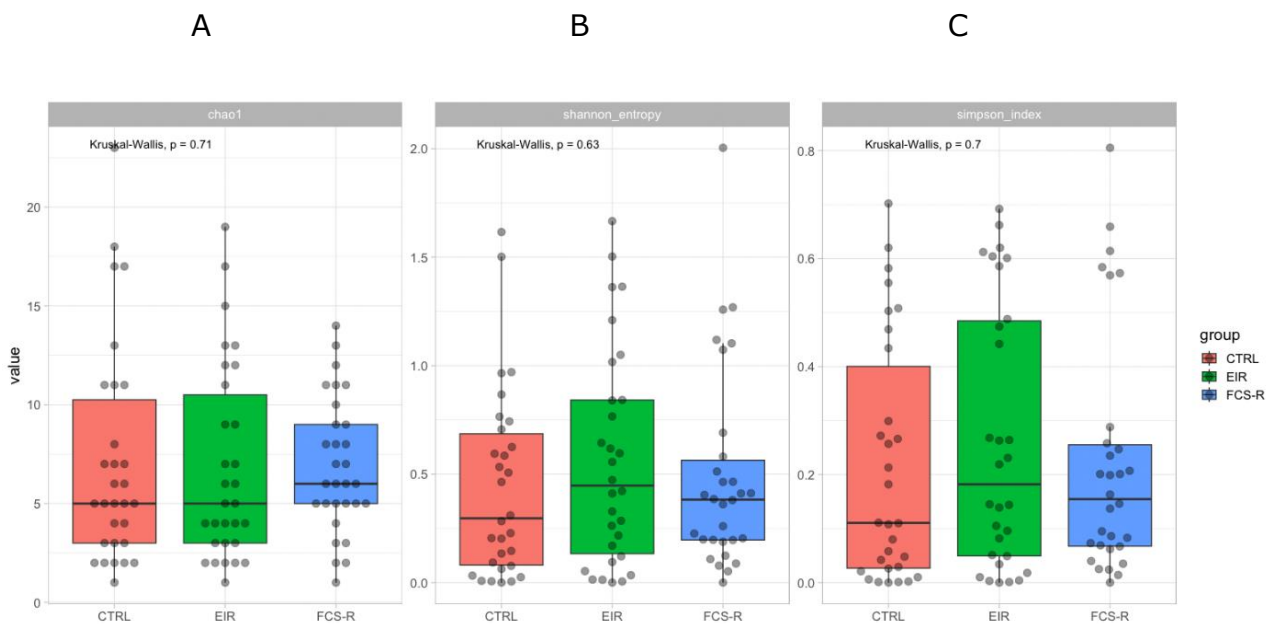 A B C
chao1 shannon_entropy simpson_index
Kruskal-Wallis, p = 0.71 Kruskal-Wallis, p = 0.63 Kruskal-Wallis, p = 0.7
value
20
15
10
5
0
2.0
1.5
1.0
0.5
0.0
0.8
0.6
0.4
0.2
0.0
CTRL EIR FCS-R CTRL EIR FCS-R CTRL EIR FCS-R
group
CTRL
EIR
FCS-R